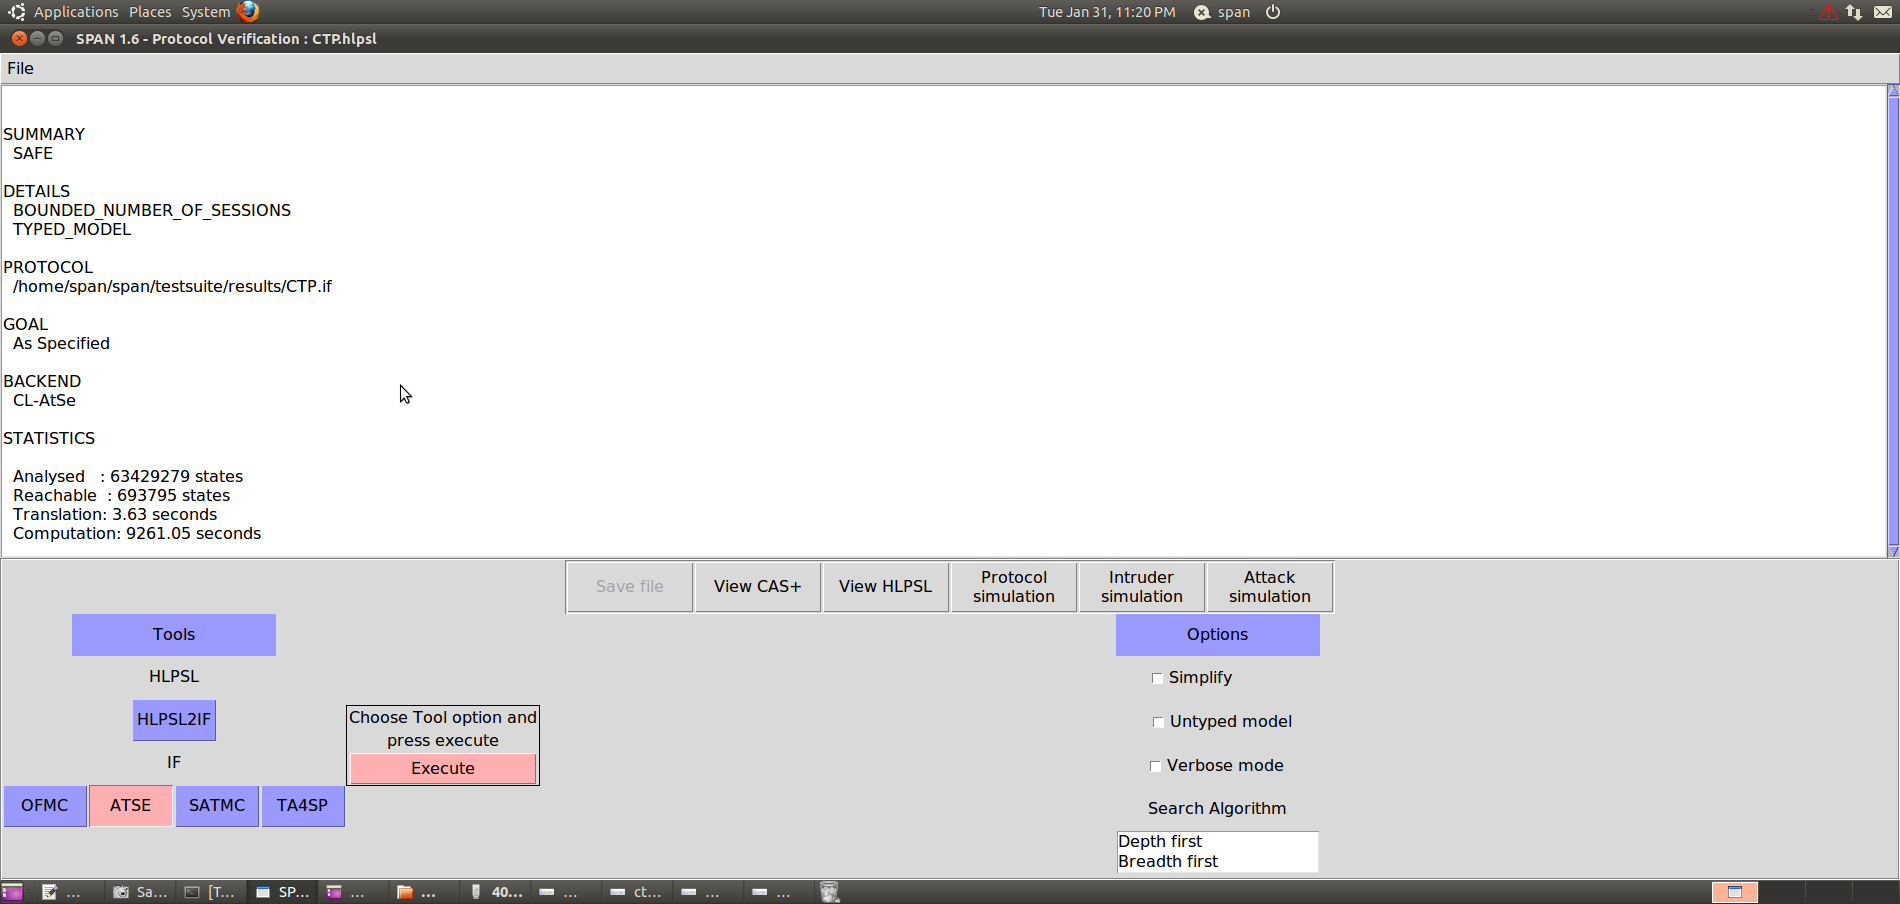 Applications Places System Tue Jan 31, 11:20 PM span
SPAN 1.6 - Protocol Verification : CTP.hlpsl
File
SUMMARY
SAFE
DETAILS
BOUNDED_NUMBER_OF_SESSIONS
TYPED_MODEL
PROTOCOL
/home/span/span/testsuite/results/CTP.if
GOAL
As Specified
BACKEND
CL-AtSe
STATISTICS
Analysed : 63429279 states
Reachable : 693795 states
Translation: 3.63 seconds
Computation: 9261.05 seconds
Save file
View CAS+
View HLPSL
Protocol
simulation
Intruder
simulation
Attack
simulation
Tools
HLPSL
HLPSL2IF
IF
OFMC
ATSE
SATMC
TA4SP
Choose Tool option and
press execute
Execute
Options
Simplify
Untyped model
Verbose mode
Search Algorithm
Depth first
Breadth first
... Sa... [T... SP... ... ... 40... ... ct... ... ...